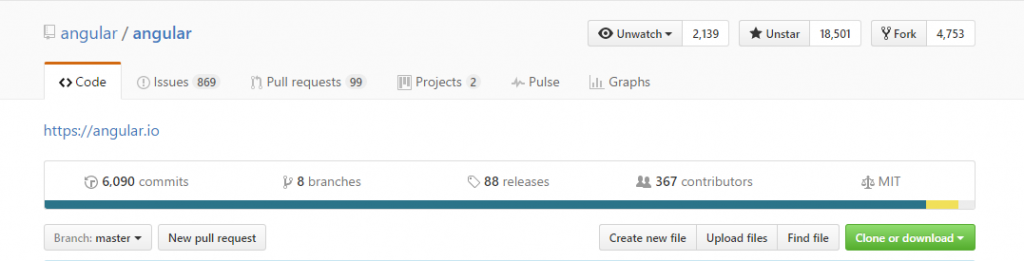 angular / angular Unwatch 2,139 Unstar 18,501 Fork 4,753
Code Issues 869 Pull requests 99 Projects 2 Pulse Graphs
https://angular.io
6,090 commits 8 branches 88 releases 367 contributors MIT
Branch: master New pull request Create new file Upload files Find file Clone or download